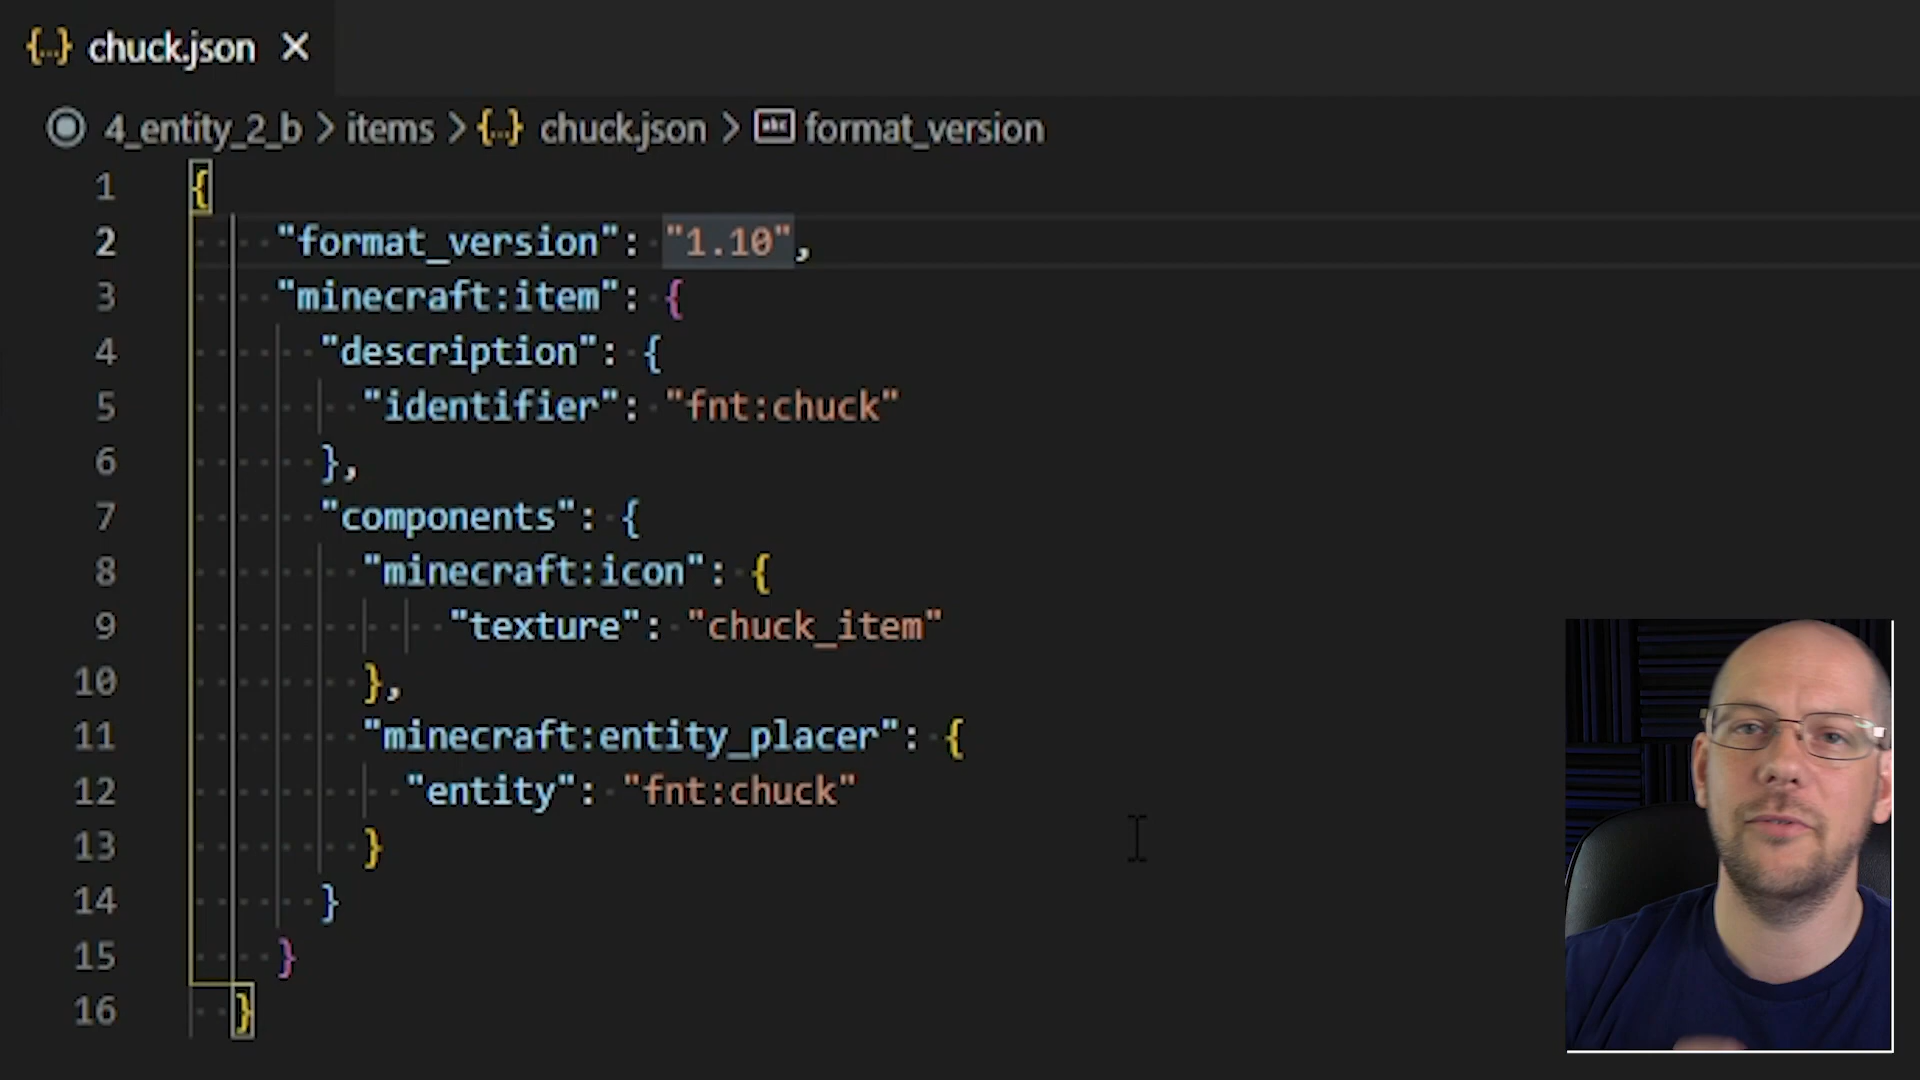 {...} chuck.json ×
4_entity_2_b > items > {...} chuck.json > abc format_version
1 {
2 "format_version": "1.10",
3 "minecraft:item": {
4 "description": {
5 "identifier": "fnt:chuck"
6 },
7 "components": {
8 "minecraft:icon": {
9 "texture": "chuck_item"
10 },
11 "minecraft:entity_placer": {
12 "entity": "fnt:chuck"
13 }
14 }
15 }
16 }